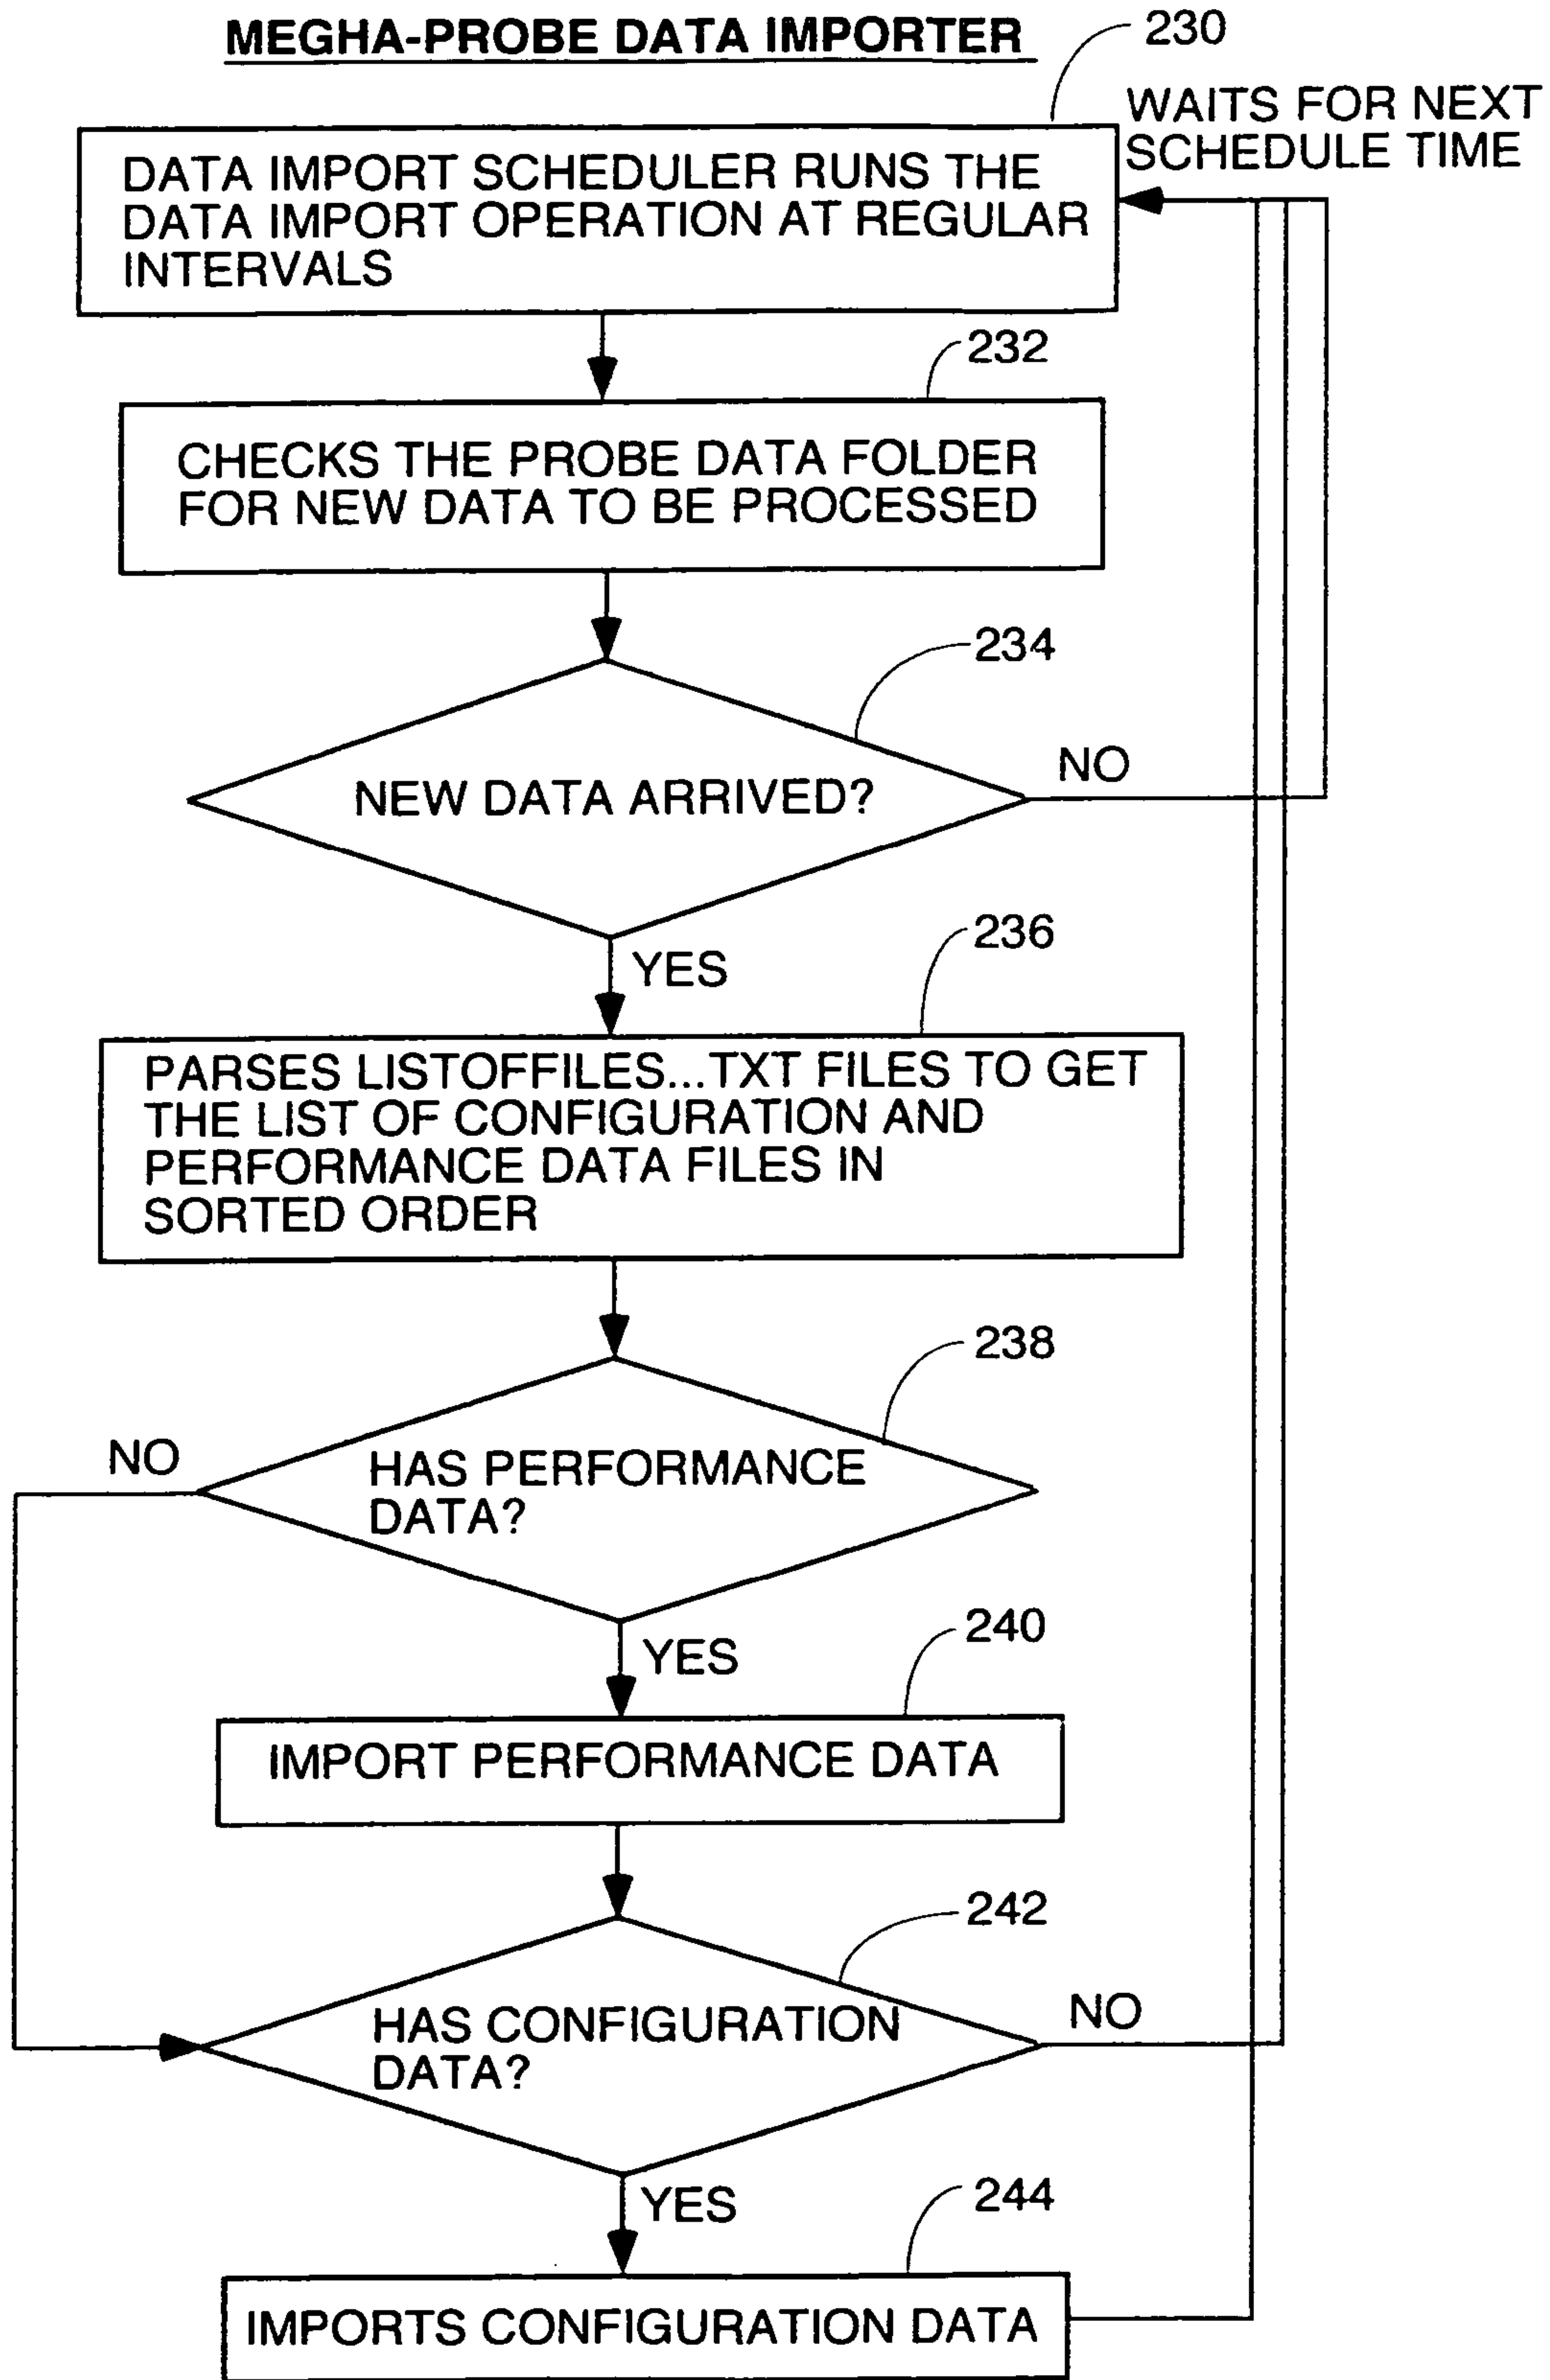 MEGHA-PROBE DATA IMPORTER
230
WAITS FOR NEXT
SCHEDULE TIME
DATA IMPORT SCHEDULER RUNS THE
DATA IMPORT OPERATION AT REGULAR
INTERVALS
232
CHECKS THE PROBE DATA FOLDER
FOR NEW DATA TO BE PROCESSED
234
NEW DATA ARRIVED?
NO
YES
236
PARSES LISTOFFILES...TXT FILES TO GET
THE LIST OF CONFIGURATION AND
PERFORMANCE DATA FILES IN
SORTED ORDER
238
NO
HAS PERFORMANCE
DATA?
YES
240
IMPORT PERFORMANCE DATA
242
HAS CONFIGURATION
DATA?
NO
YES
244
IMPORTS CONFIGURATION DATA